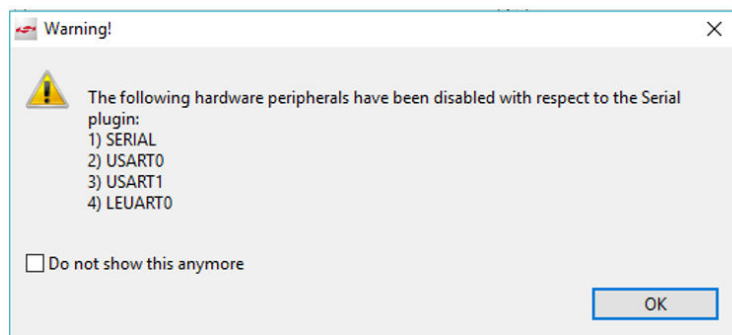 Warning!
The following hardware peripherals have been disabled with respect to the Serial
plugin:
1) SERIAL
2) USART0
3) USART1
4) LEUART0
Do not show this anymore
OK